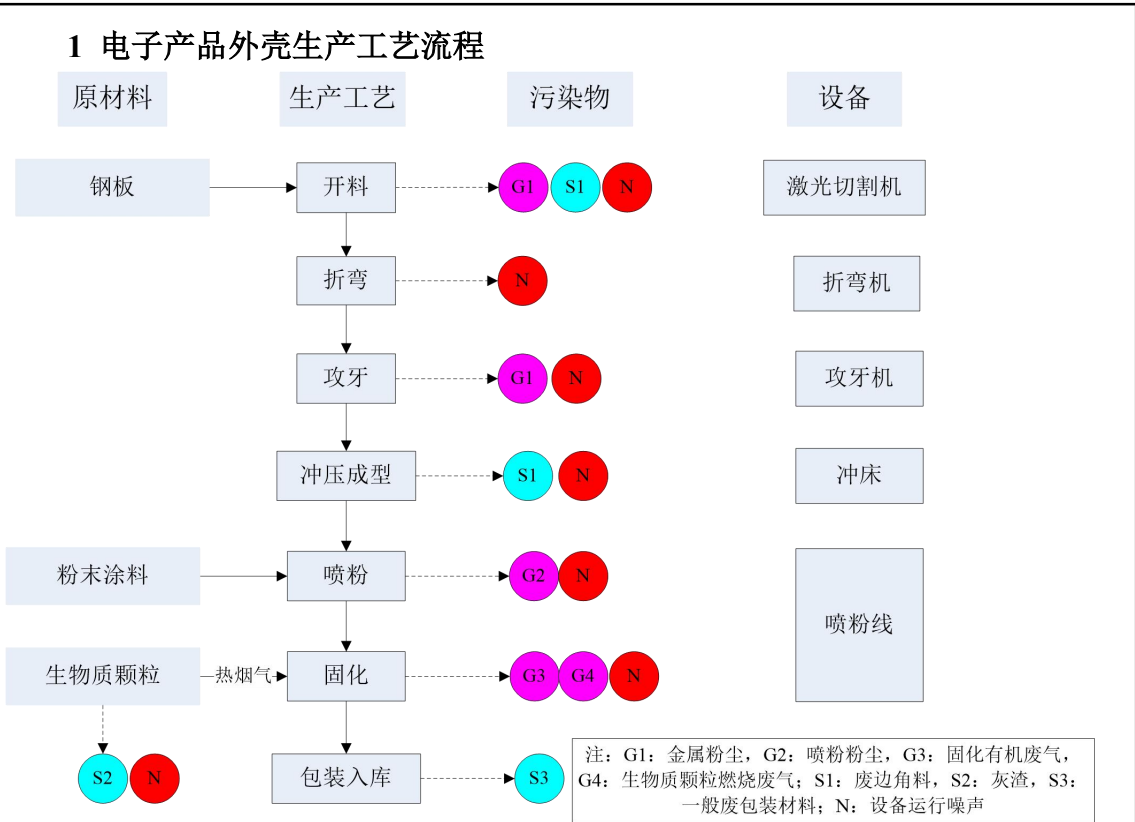 1 电子产品外壳生产工艺流程
原材料 生产工艺 污染物 设备
钢板 开料 G1 S1 N 激光切割机
折弯 N 折弯机
攻牙 G1 N 攻牙机
冲压成型 S1 N 冲床
粉末涂料 喷粉 G2 N
喷粉线
生物质颗粒 热烟气 固化 G3 G4 N
S2 N 包装入库 S3
注：G1：金属粉尘，G2：喷粉粉尘，G3：固化有机废气，
G4：生物质颗粒燃烧废气；S1：废边角料，S2：灰渣，S3：
一般废包装材料；N：设备运行噪声